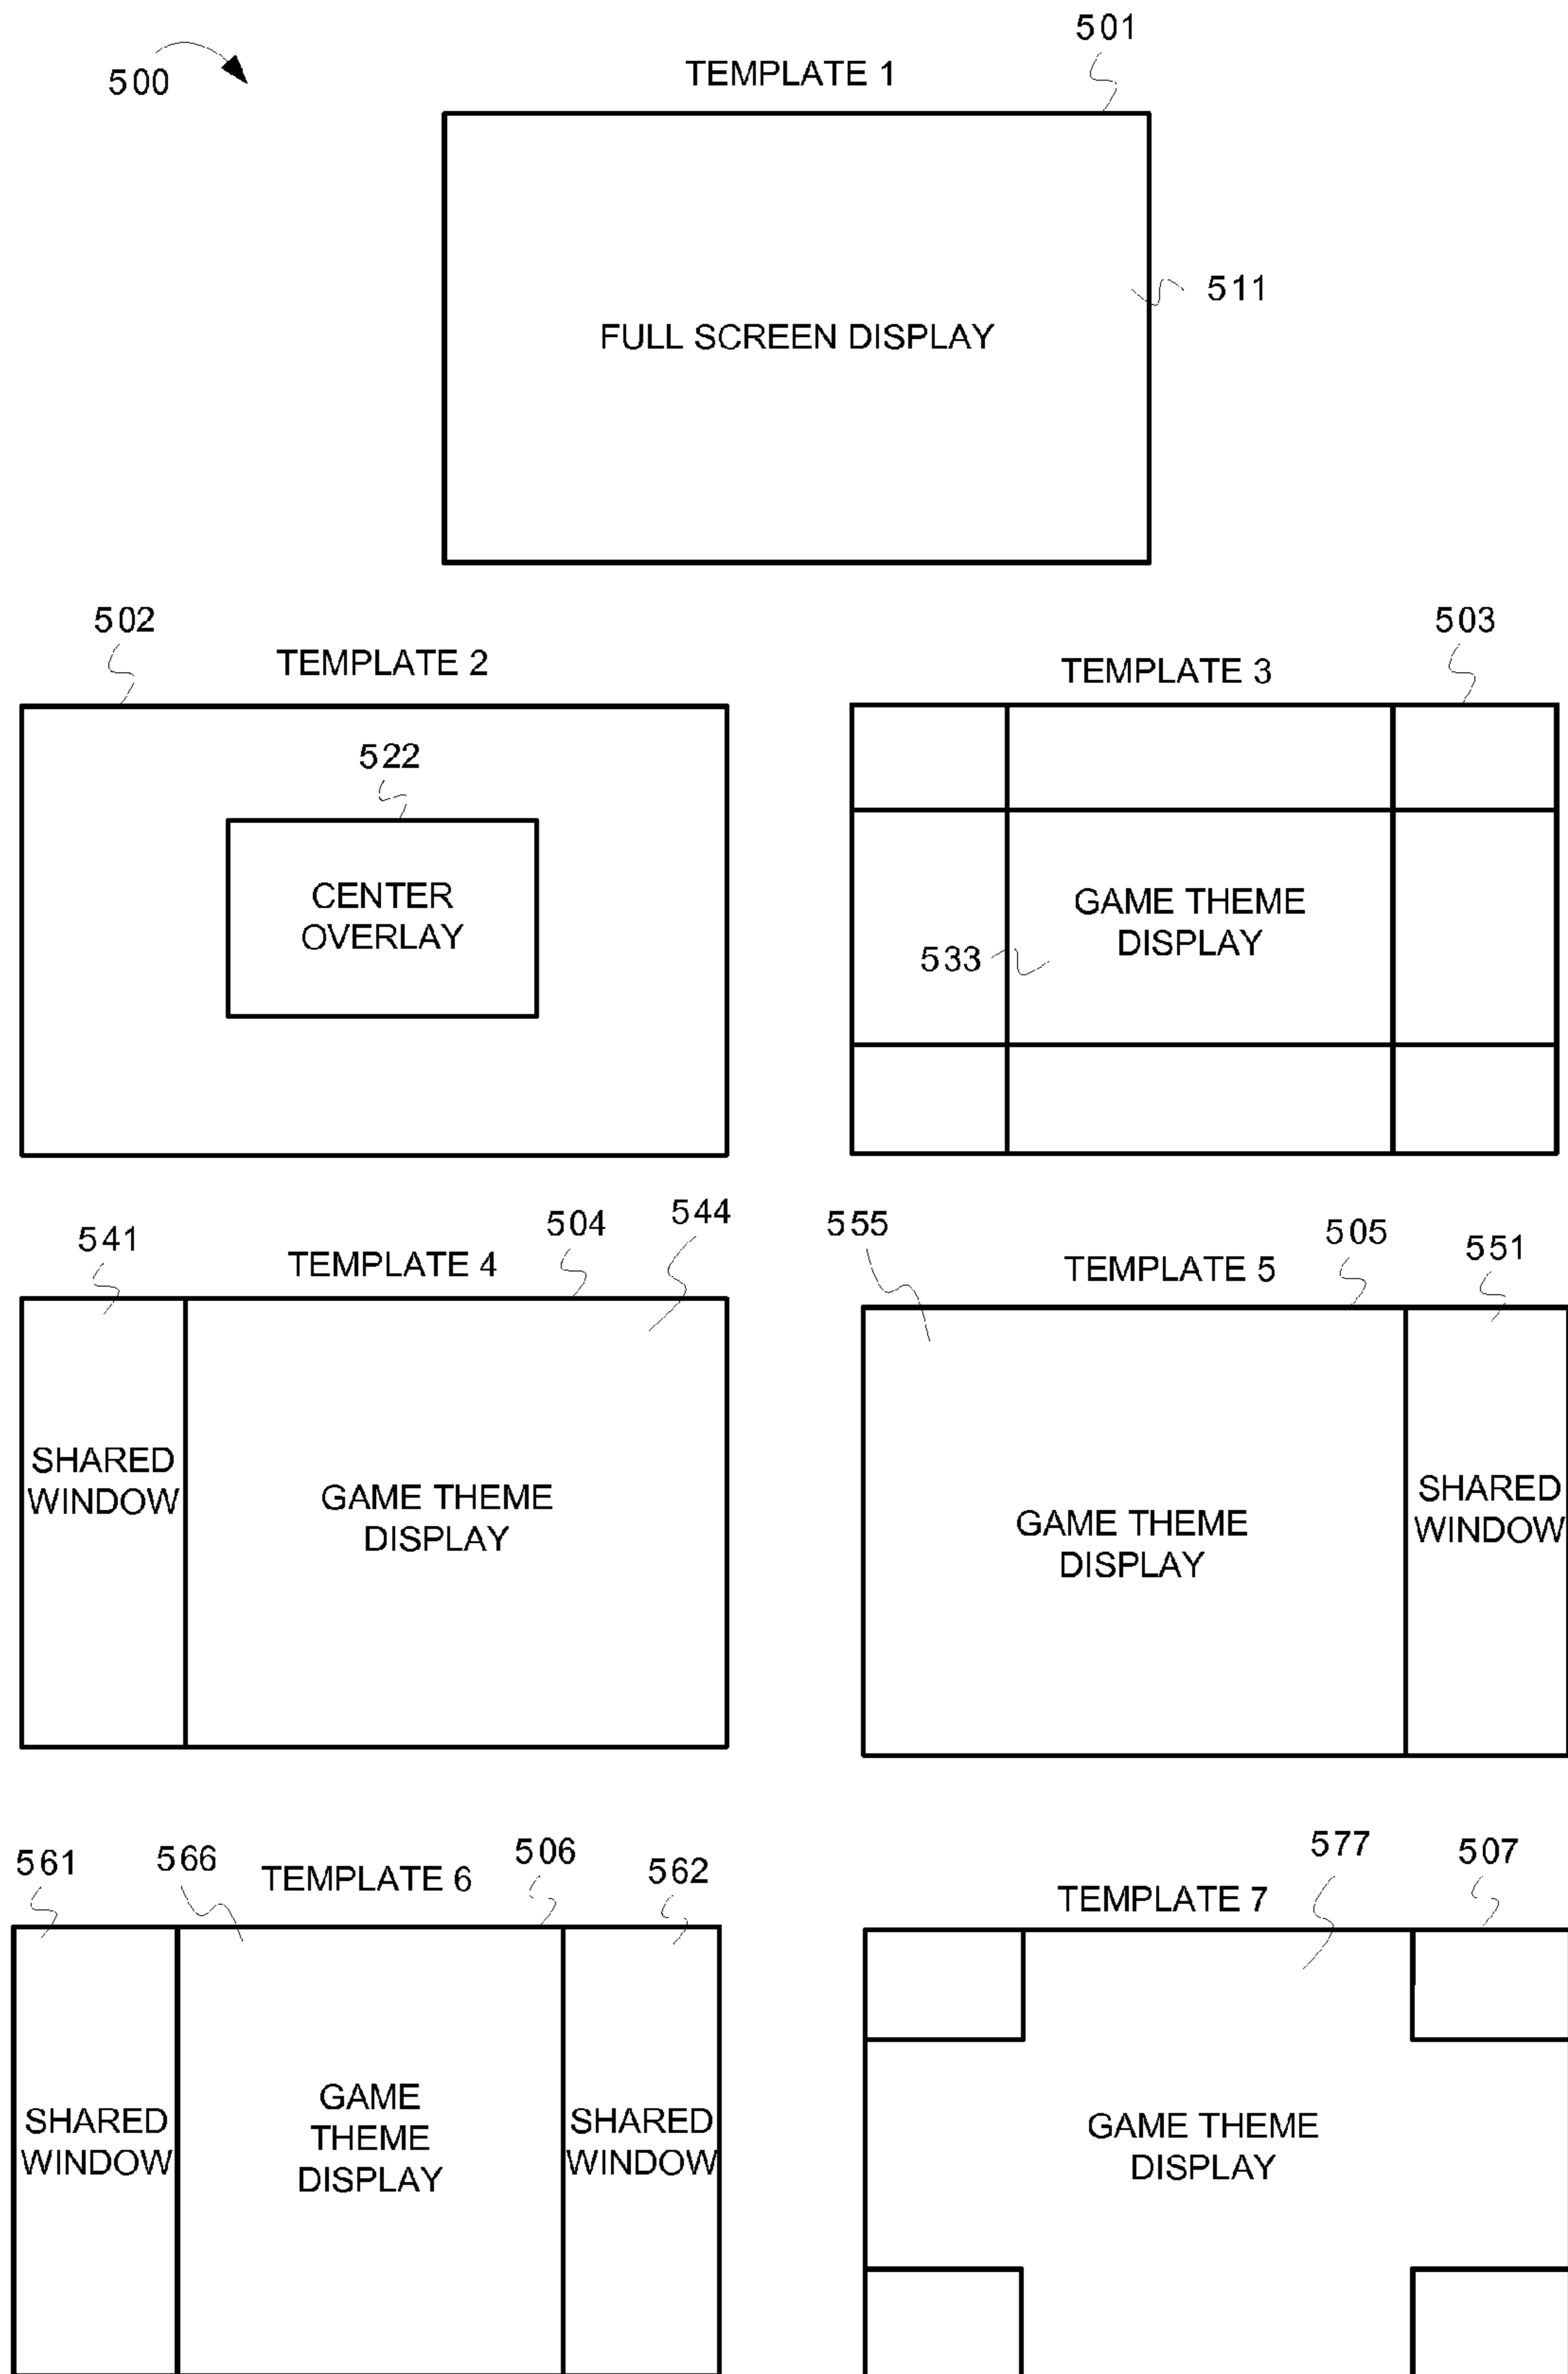 500
501
TEMPLATE 1
511
FULL SCREEN DISPLAY
502
TEMPLATE 2
522
CENTER
OVERLAY
503
TEMPLATE 3
GAME THEME
DISPLAY
533
541
TEMPLATE 4
504
544
SHARED
WINDOW
GAME THEME
DISPLAY
555
TEMPLATE 5
505
551
GAME THEME
DISPLAY
SHARED
WINDOW
561
566
TEMPLATE 6
506
562
SHARED
WINDOW
GAME
THEME
DISPLAY
SHARED
WINDOW
577
507
TEMPLATE 7
GAME THEME
DISPLAY